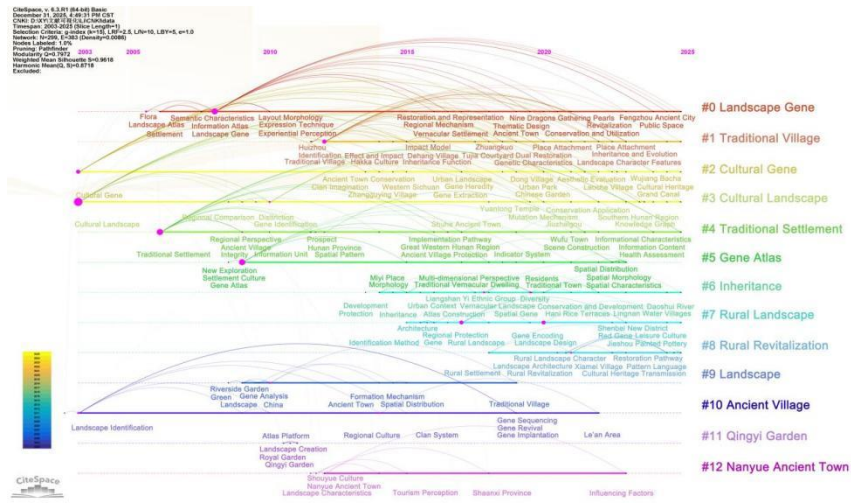 CiteSpace, v. 6.3.R1 (64-bit) Basic
December 31, 2025, 4:49:31 PM CST
Timespan: 2003-2025 (Slice Length=1)
Selection Criteria: g-index (k=15), LRF=2.5, L/N=10, LBY=5, e=1.0
Network: N=299, E=383 (Density=0.0086)
Nodes Labeled: 1.0%
Pruning: Pathfinder
Modularity Q=0.7972
Weighted Mean Silhouette S=0.9618
Harmonic Mean(Q, S)=0.8718
Excluded:
2003 2005 2010 2015 2020 2025
#0 Landscape Gene
Flora Semantic Characteristics Layout Morphology Restoration and Representation Nine Dragons Gathering Pearls Fengzhou Ancient City
Landscape Atlas Information Atlas Expression Technique Regional Mechanism Thematic Design Revitalization Public Space
Settlement Landscape Gene Experiential Perception Vernacular Settlement Ancient Town Conservation and Utilization
#1 Traditional Village
Huizhou Impact Model Zhuangkuo Place Attachment Place Attachment
Identification Effect and Impact Dehang Village Tujia Courtyard Dual Restoration Inheritance and Evolution
Traditional Village Hakka Culture Inheritance Function Genetic Characteristics Landscape Character Features
#2 Cultural Gene
Ancient Town Conservation Urban Landscape Dong Village Aesthetic Evaluation Wujiang Bacha
Clan Imagination Western Sichuan Gene Heredity Urban Park Lanche Village Cultural Heritage
Cultural Gene Zhangguying Village Gene Extraction Chinese Garden Grand Canal
#3 Cultural Landscape
Yuantong Temple Conservation Application
Regional Comparison Distinction Mutation Mechanism Southern Hunan Region
Cultural Landscape Gene Identification Shuhe Ancient Town Jiuzhaigou Knowledge Graph
#4 Traditional Settlement
Regional Perspective Prospect Implementation Pathway Wufu Town Informational Characteristics
Ancient Village Hunan Province Great Western Hunan Region Scene Construction Information Content
Traditional Settlement Integrity Information Unit Spatial Pattern Ancient Village Protection Indicator System Health Assessment
#5 Gene Atlas
New Exploration Spatial Distribution
Settlement Culture Miyi Place Multi-dimensional Perspective Residents Spatial Morphology
Gene Atlas Morphology Traditional Vernacular Dwelling Traditional Town Spatial Characteristics
#6 Inheritance
Liangshan Yi Ethnic Group Diversity
Development Urban Context Vernacular Landscape Conservation and Development Daoshui River
Protection Inheritance Atlas Construction Spatial Gene Hani Rice Terraces Lingnan Water Villages
#7 Rural Landscape
Architecture Shenbei New District
Regional Protection Gene Encoding Red Gene Leisure Culture
Identification Method Gene Rural Landscape Landscape Design Jieshou Painted Pottery
#8 Rural Revitalization
Rural Landscape Character Restoration Pathway
Landscape Architecture Xiamei Village Pattern Language
Rural Settlement Rural Revitalization Cultural Heritage Transmission
#9 Landscape
Riverside Garden
Green Gene Analysis Formation Mechanism
Landscape China Ancient Town Spatial Distribution Traditional Village
#10 Ancient Village
Gene Sequencing
Landscape Identification Gene Revival
Gene Implantation
#11 Qingyi Garden
Atlas Platform Regional Culture Clan System La'an Area
Landscape Creation
Royal Garden
Qingyi Garden
#12 Nanyue Ancient Town
Shouyue Culture
Nanyue Ancient Town
Landscape Characteristics Tourism Perception Shaanxi Province Influencing Factors
CiteSpace